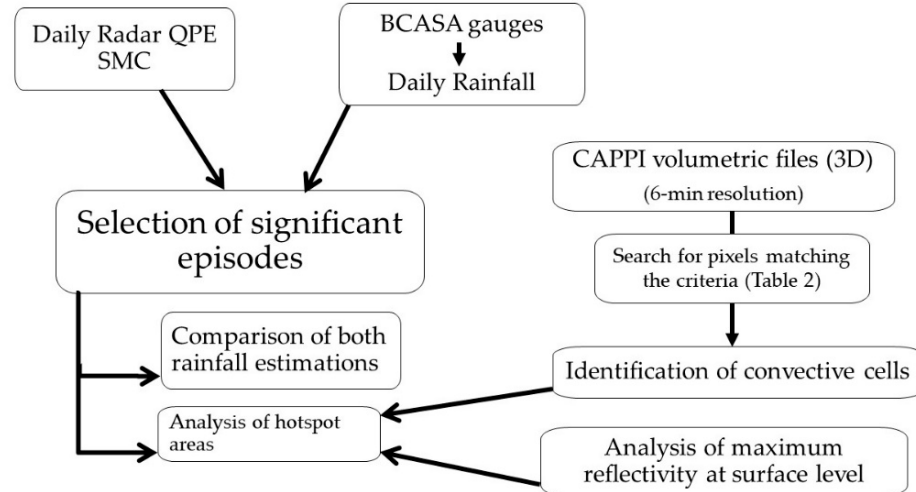 Daily Radar QPE
SMC
BCASA gauges
Daily Rainfall
Selection of significant
episodes
Comparison of both
rainfall estimations
Analysis of hotspot
areas
CAPPI volumetric files (3D)
(6-min resolution)
Search for pixels matching
the criteria (Table 2)
Identification of convective cells
Analysis of maximum
reflectivity at surface level